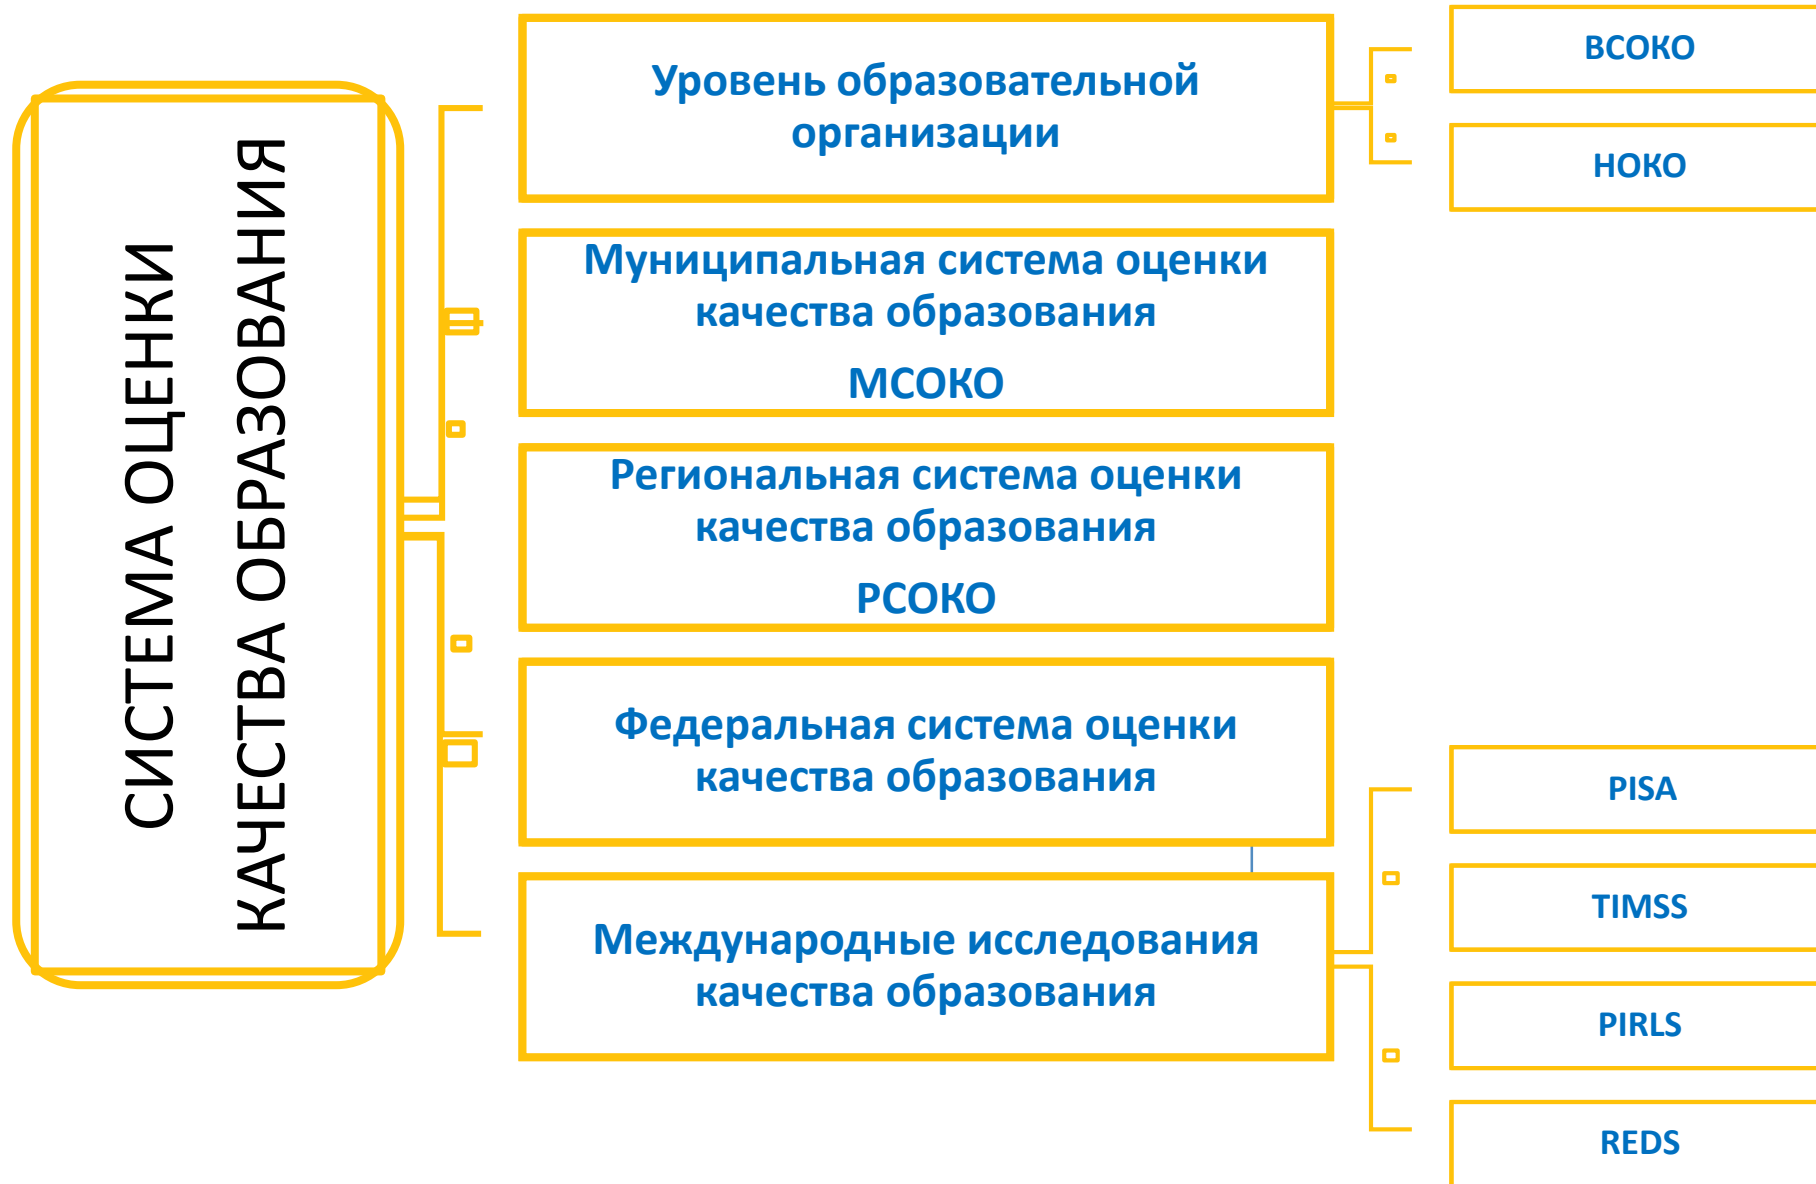 СИСТЕМА ОЦЕНКИ
КАЧЕСТВА ОБРАЗОВАНИЯ
Уровень образовательной
организации
ВСОКО
НОКО
Муниципальная система оценки
качества образования
МСОКО
Региональная система оценки
качества образования
РСОКО
Федеральная система оценки
качества образования
Международные исследования
качества образования
PISA
TIMSS
PIRLS
REDS